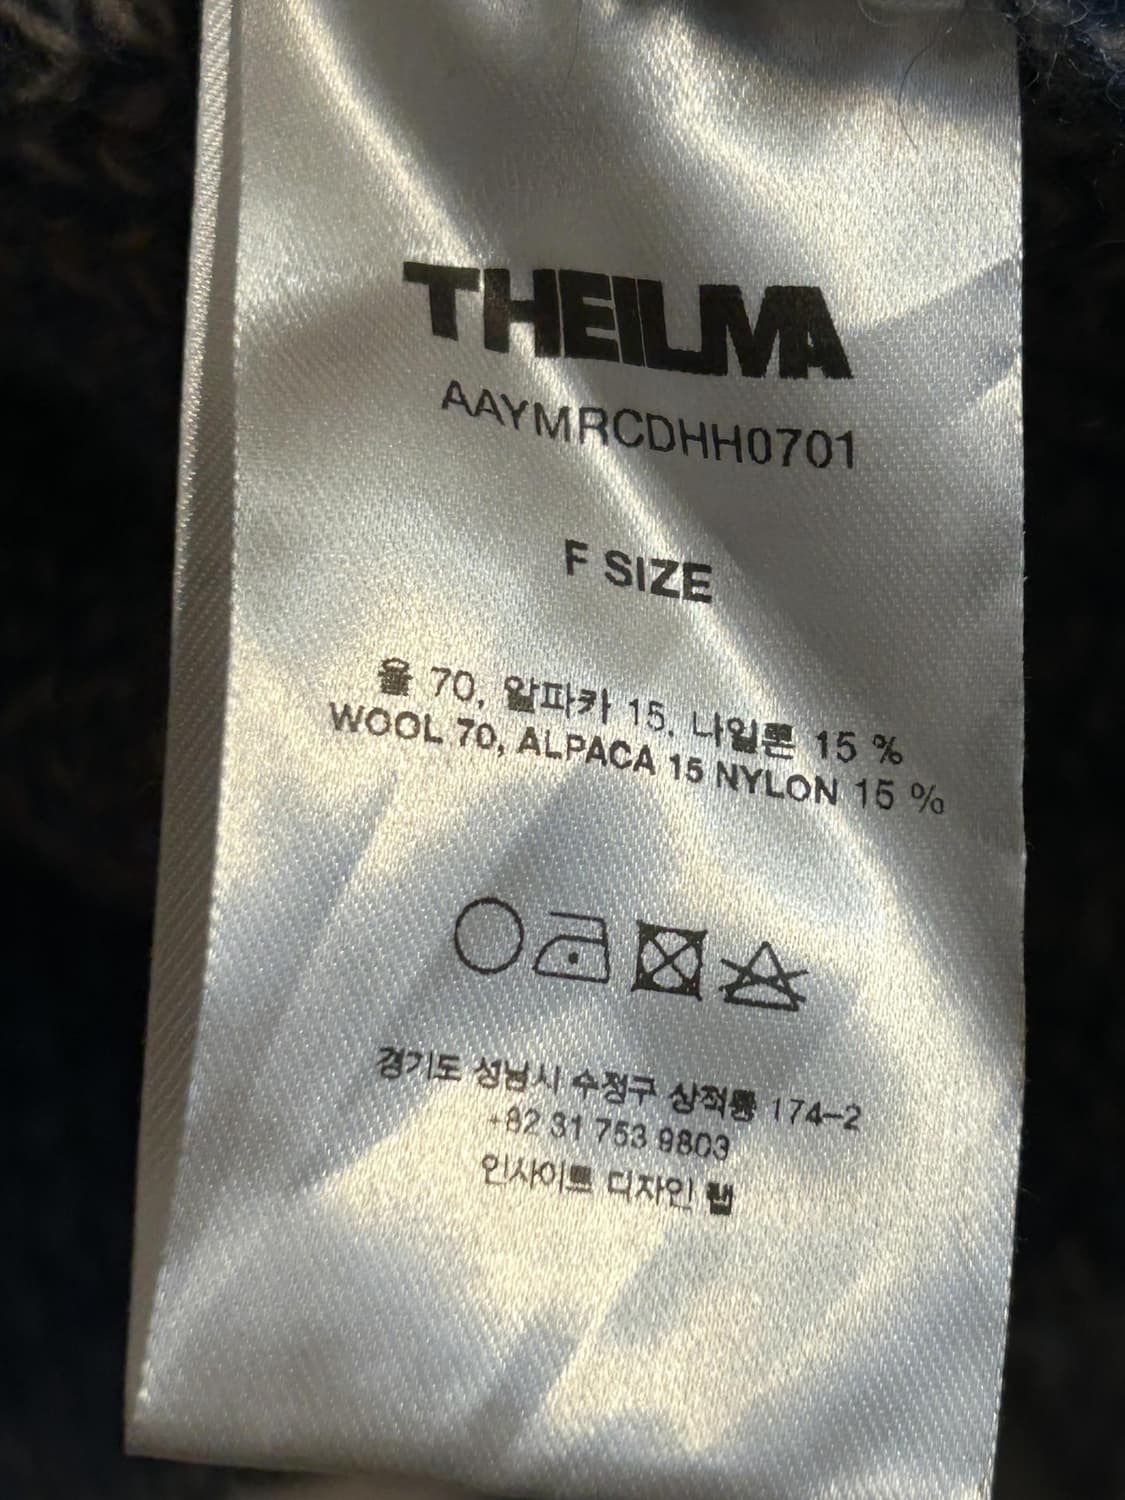 THEILMA
AAYMRCDHH0701
F SIZE
울 70, 알파카 15, 나일론 15 %
WOOL 70, ALPACA 15 NYLON 15 %
경기도 성남시 수정구 상적동 174-2
+82 31 753 9803
인사이트 디자인 랩